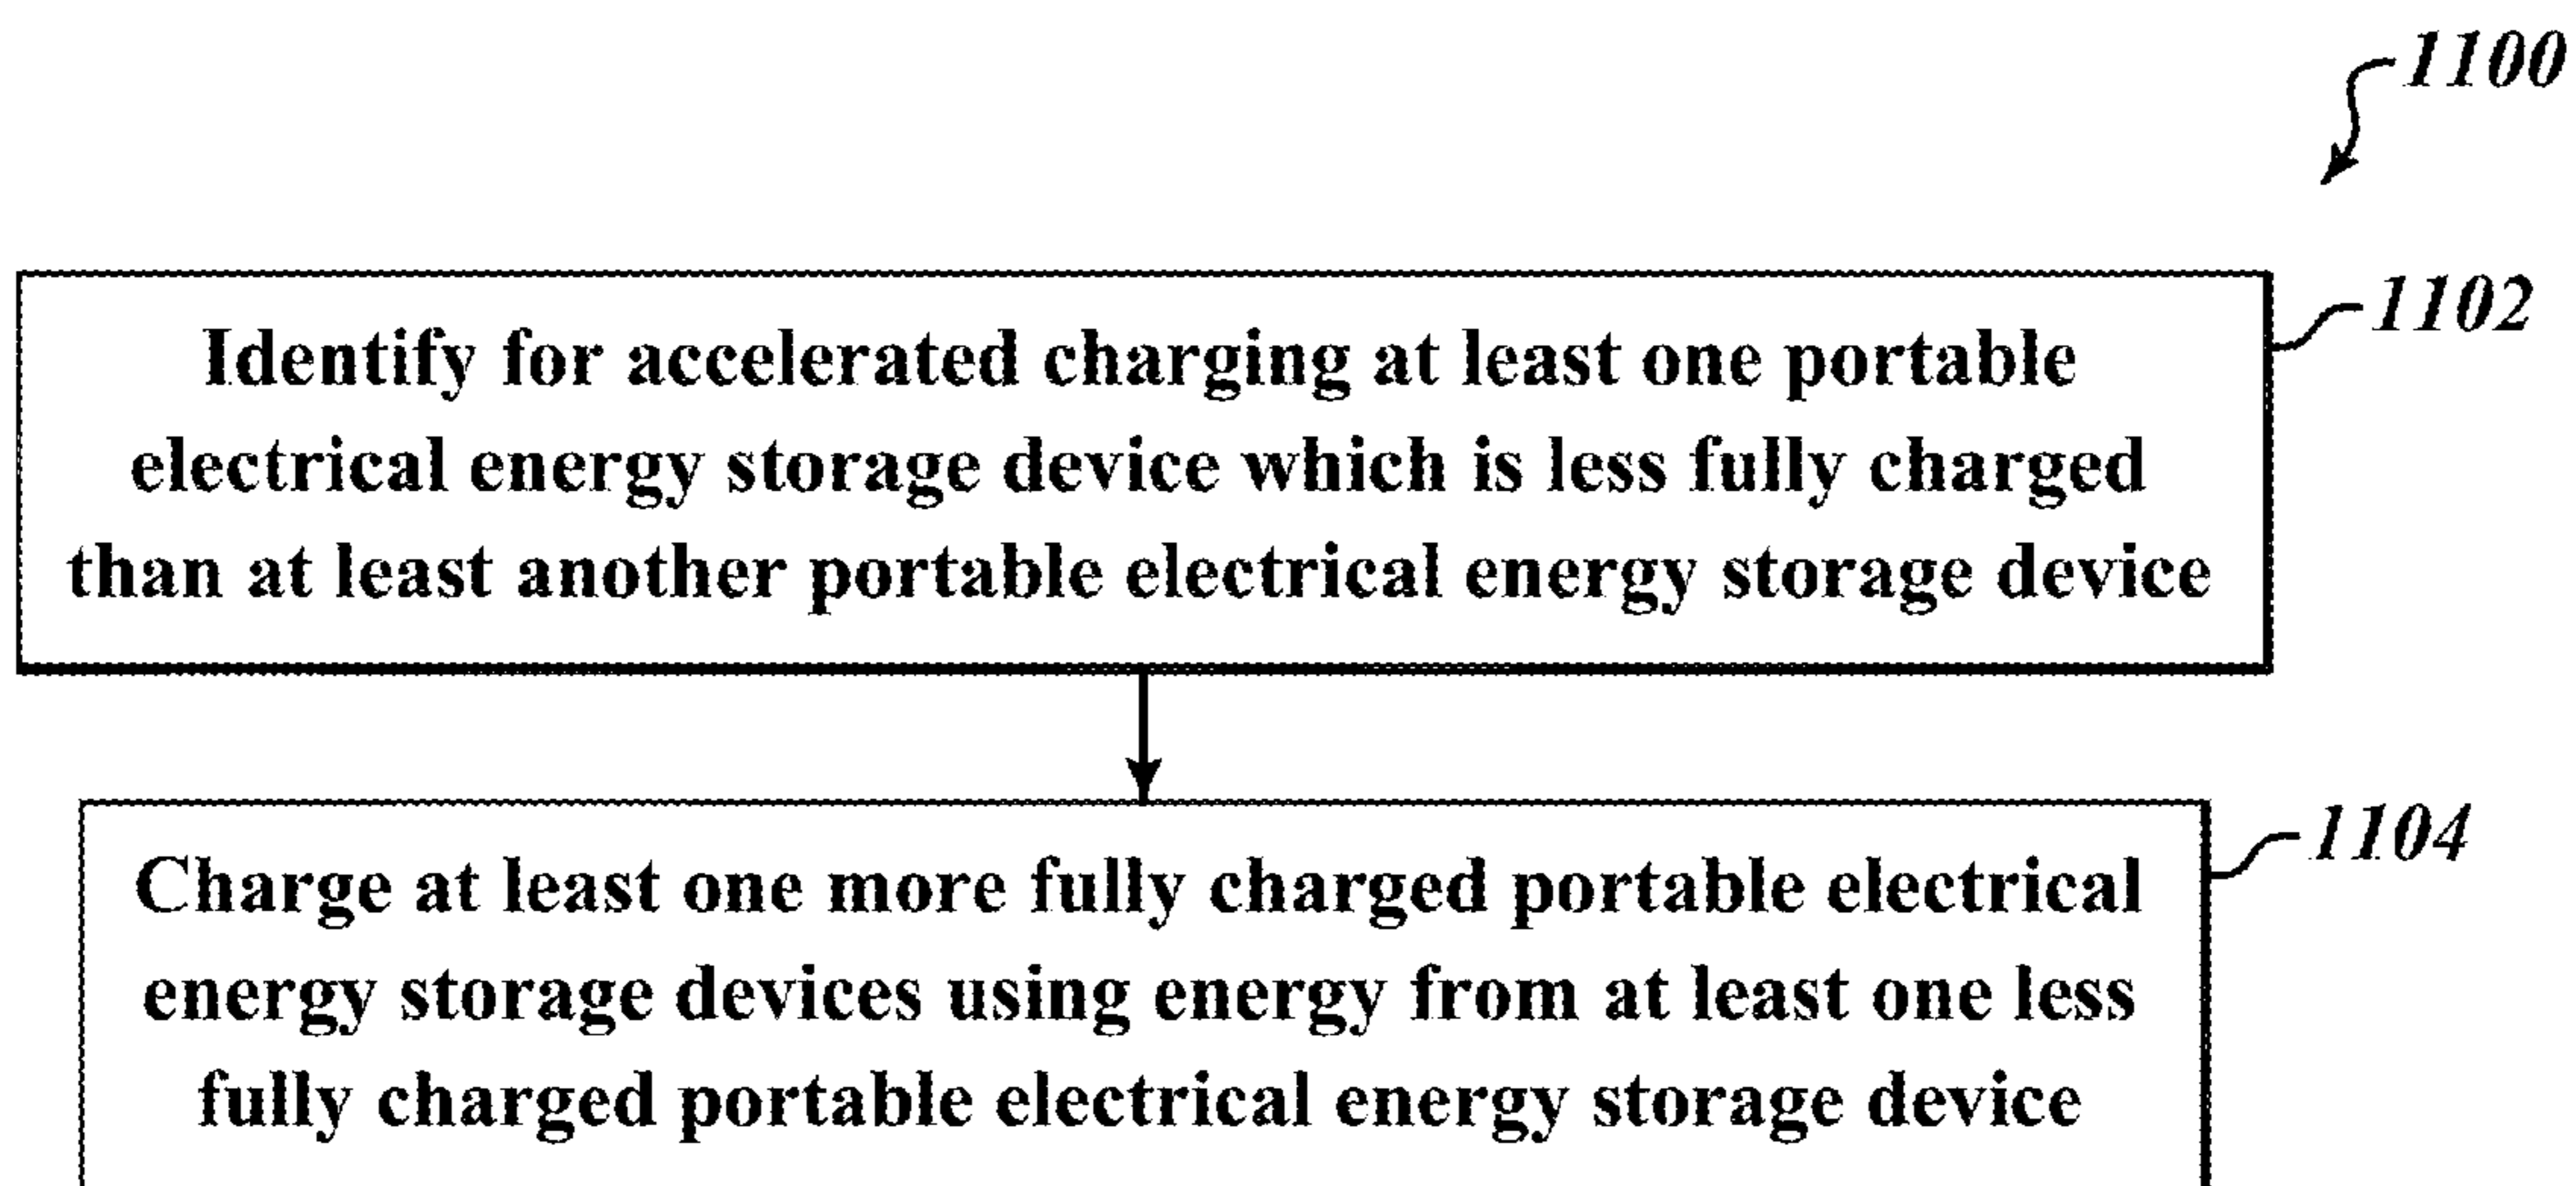 1100
1102
Identify for accelerated charging at least one portable
electrical energy storage device which is less fully charged
than at least another portable electrical energy storage device
1104
Charge at least one more fully charged portable electrical
energy storage devices using energy from at least one less
fully charged portable electrical energy storage device